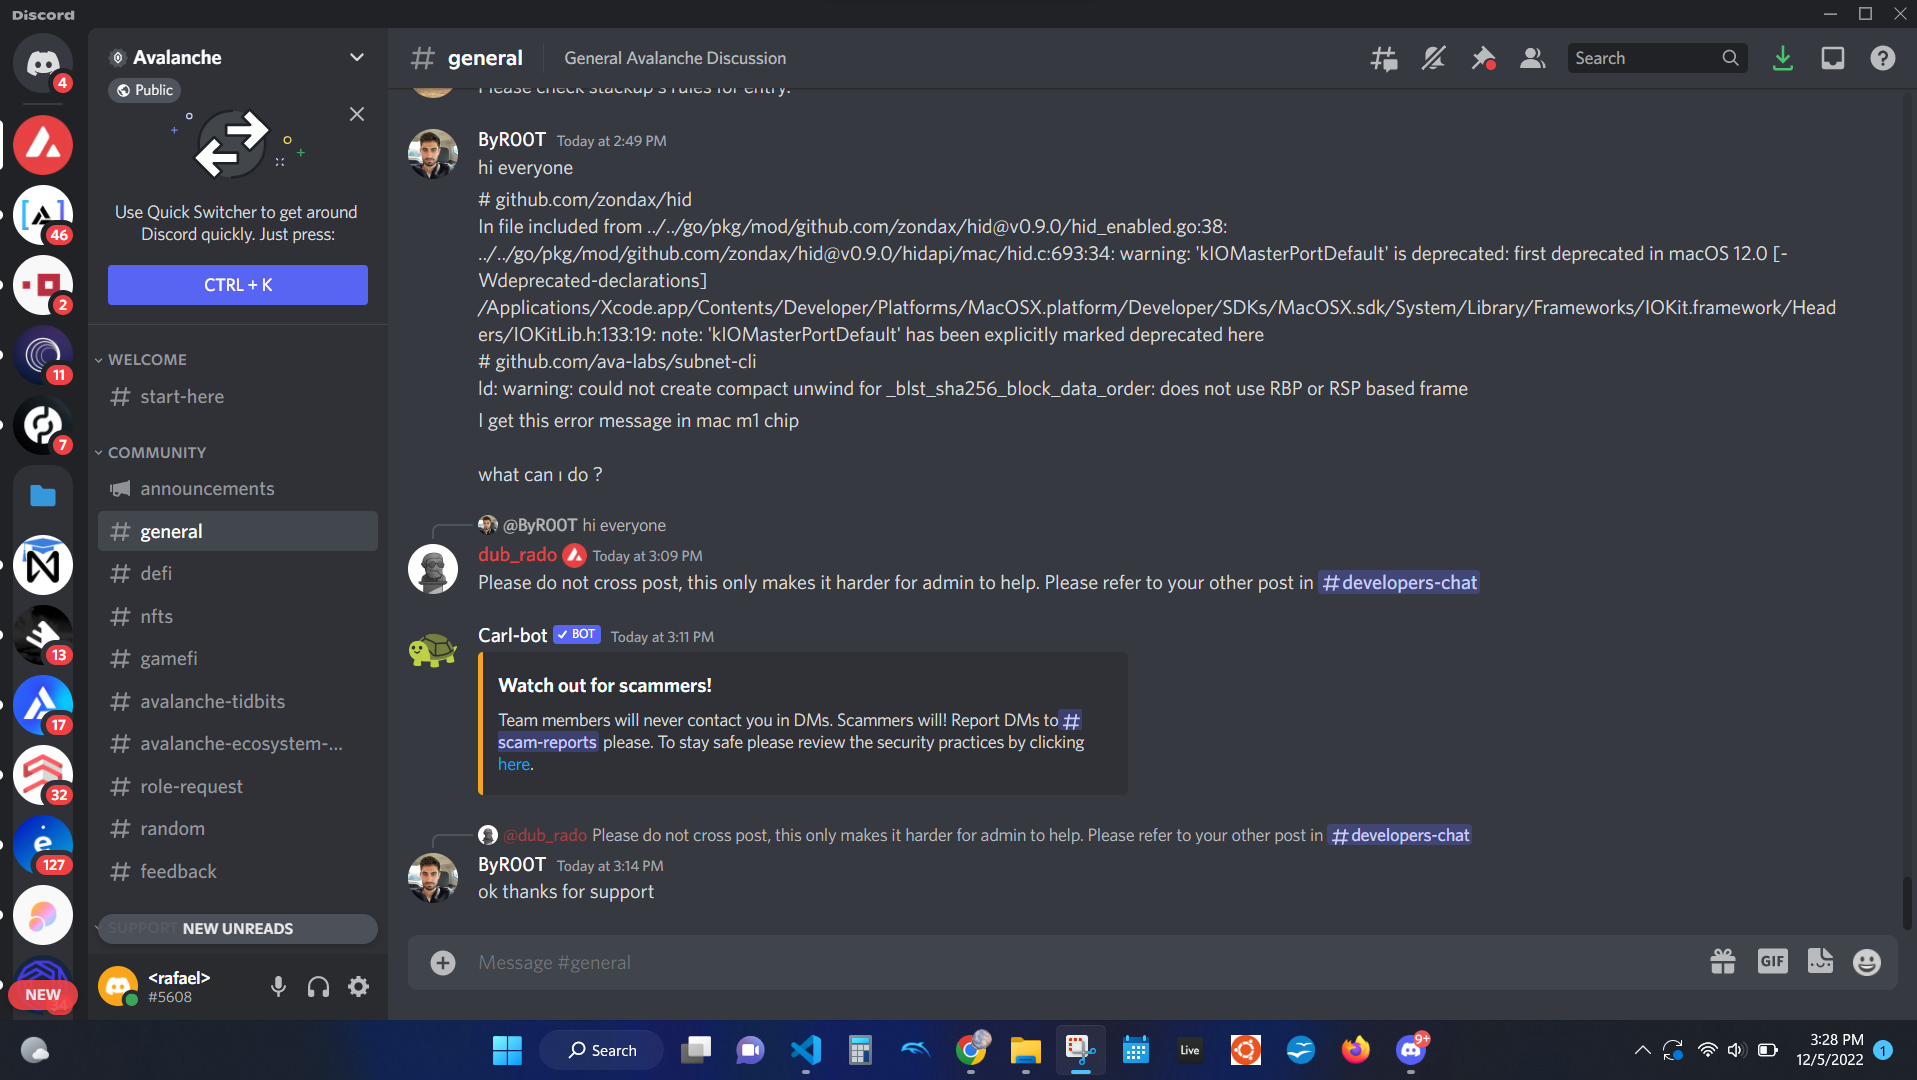 Discord
4
Avalanche
Public
Use Quick Switcher to get around
Discord quickly. Just press:
CTRL + K
WELCOME
start-here
COMMUNITY
announcements
general
defi
nfts
gamefi
avalanche-tidbits
avalanche-ecosystem-...
role-request
random
feedback
SUPPORT NEW UNREADS
<rafael>
#5608
46
2
11
7
13
17
32
e
127
NEW
34
general
General Avalanche Discussion
Search
Please check stackup's rules for entry.
ByR00T Today at 2:49 PM
hi everyone
# github.com/zondax/hid
In file included from ../../go/pkg/mod/github.com/zondax/hid@v0.9.0/hid_enabled.go:38:
../../go/pkg/mod/github.com/zondax/hid@v0.9.0/hidapi/mac/hid.c:693:34: warning: 'kIOMasterPortDefault' is deprecated: first deprecated in macOS 12.0 [-
Wdeprecated-declarations]
/Applications/Xcode.app/Contents/Developer/Platforms/MacOSX.platform/Developer/SDKs/MacOSX.sdk/System/Library/Frameworks/IOKit.framework/Head
ers/IOKitLib.h:133:19: note: 'kIOMasterPortDefault' has been explicitly marked deprecated here
# github.com/ava-labs/subnet-cli
ld: warning: could not create compact unwind for _blst_sha256_block_data_order: does not use RBP or RSP based frame
I get this error message in mac m1 chip
what can ı do ?
@ByR00T hi everyone
dub_rado Today at 3:09 PM
Please do not cross post, this only makes it harder for admin to help. Please refer to your other post in #developers-chat
Carl-bot BOT Today at 3:11 PM
Watch out for scammers!
Team members will never contact you in DMs. Scammers will! Report DMs to #
scam-reports please. To stay safe please review the security practices by clicking
here.
@dub_rado Please do not cross post, this only makes it harder for admin to help. Please refer to your other post in #developers-chat
ByR00T Today at 3:14 PM
ok thanks for support
Message #general
GIF
Search
Live
9+
3:28 PM
12/5/2022
1